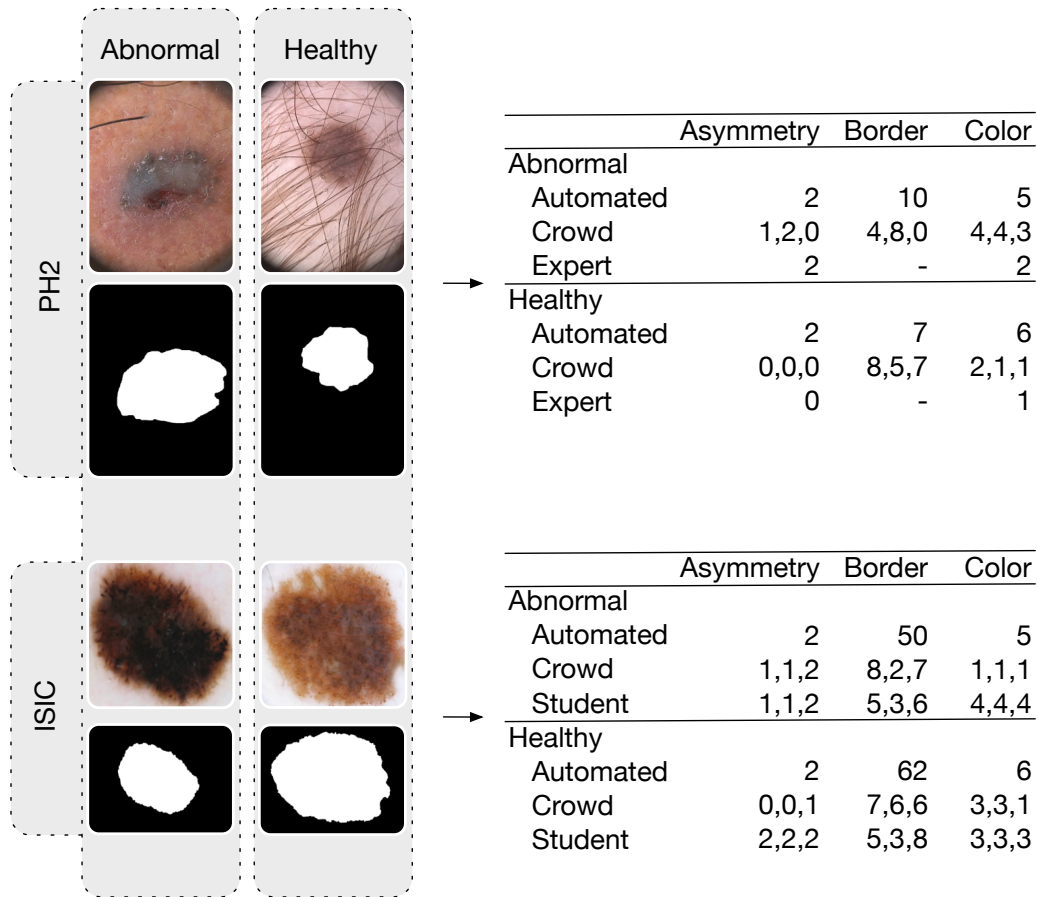 Abnormal Healthy
PH2
Asymmetry Border Color
Abnormal
Automated 2 10 5
Crowd 1,2,0 4,8,0 4,4,3
Expert 2 - 2
Healthy
Automated 2 7 6
Crowd 0,0,0 8,5,7 2,1,1
Expert 0 - 1
ISIC
Asymmetry Border Color
Abnormal
Automated 2 50 5
Crowd 1,1,2 8,2,7 1,1,1
Student 1,1,2 5,3,6 4,4,4
Healthy
Automated 2 62 6
Crowd 0,0,1 7,6,6 3,3,1
Student 2,2,2 5,3,8 3,3,3